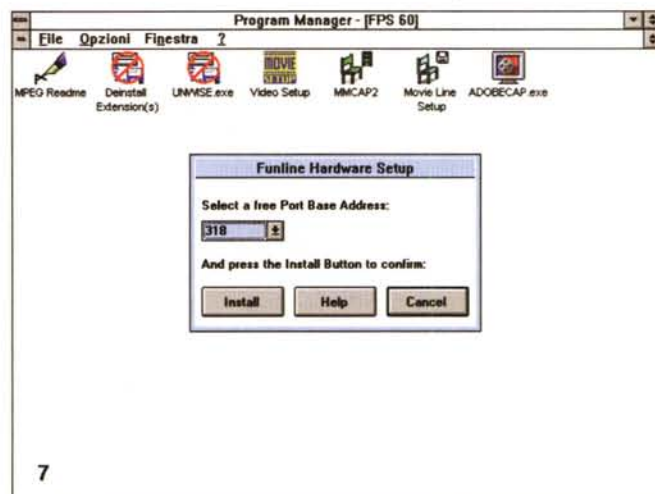 Program Manager - [FPS 60]
File Opzioni Finestra ?
MPEG Readme
Deinstall
Extension(s)
UNWISE.exe
MOVIE
Video Setup
MMCAP2
Movie Line
Setup
ADOBECAP.exe
Funline Hardware Setup
Select a free Port Base Address:
318
And press the Install Button to confirm:
Install Help Cancel
7